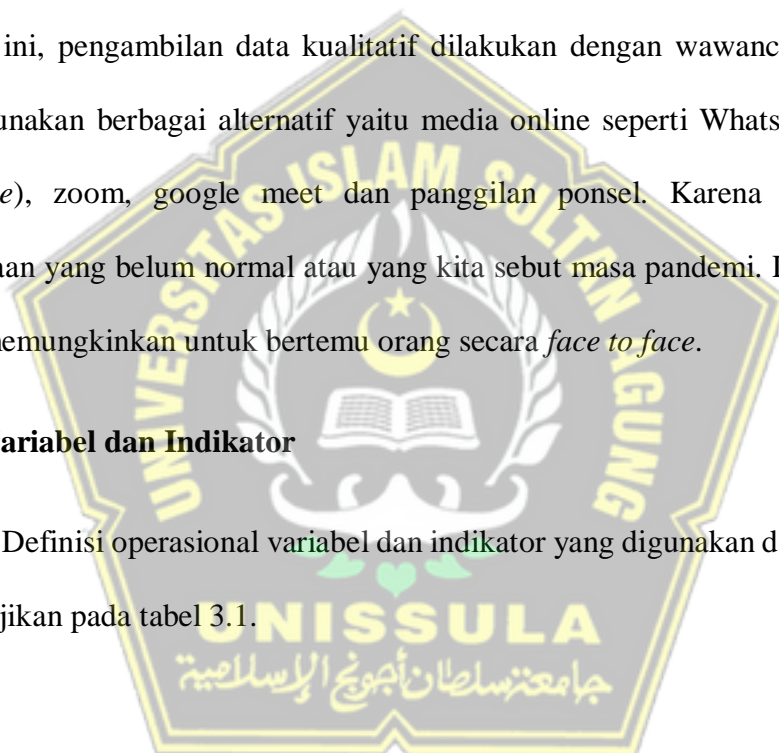 ini, pengambilan data kualitatif dilakukan dengan wawanc
unakan berbagai alternatif yaitu media online seperti Whats
e), zoom, google meet dan panggilan ponsel. Karena
aan yang belum normal atau yang kita sebut masa pandemi. I
nemungkinkan untuk bertemu orang secara face to face.
ariabel dan Indikator
Definisi operasional variabel dan indikator yang digunakan d
jikan pada tabel 3.1.
UNIVERSITAS ISLAM SULTAN AGUNG
UNISSULA
جامعة سلطان أجونج الإسلامية